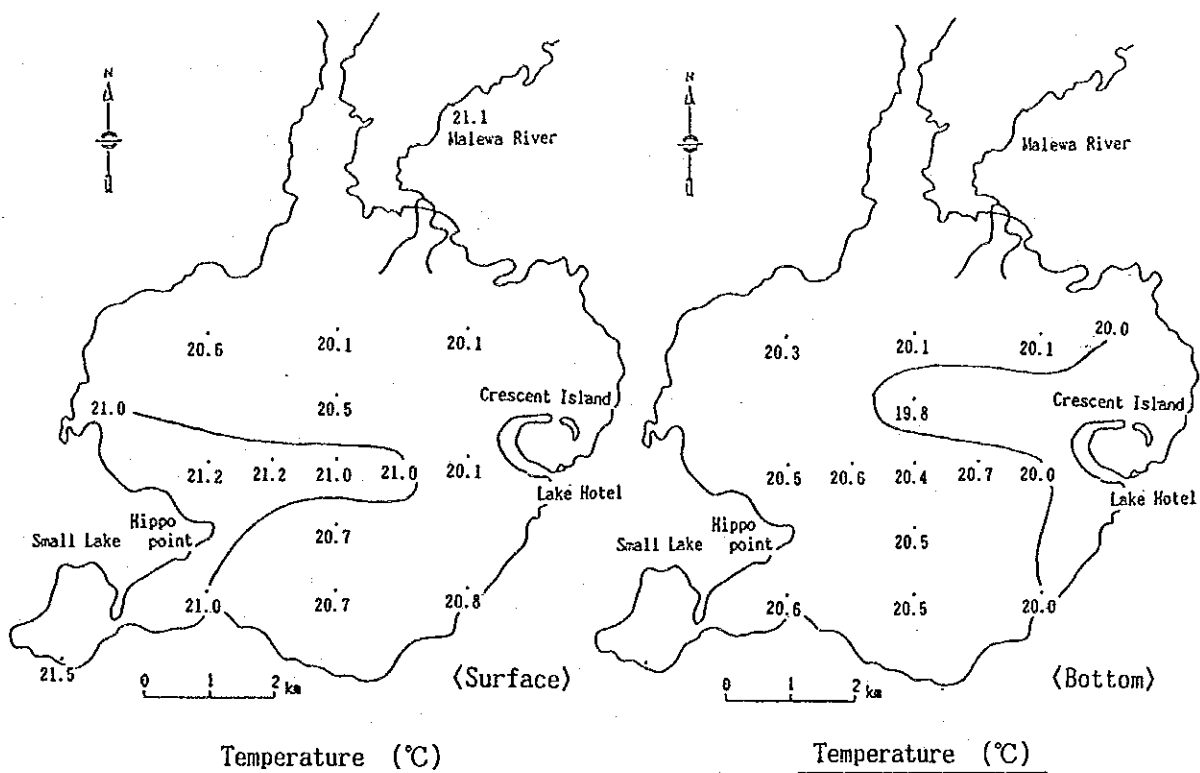 N
21.1
Malewa River
20.6
20.1
20.1
21.0
20.5
Crescent Island
21.2
21.2
21.0
21.0
20.1
Lake Hotel
Hippo
point
Small Lake
20.7
21.0
20.7
20.8
21.5
0 1 2 km
〈Surface〉
Temperature (℃)
N
Malewa River
20.3
20.1
20.1
20.0
19.8
Crescent Island
20.5
20.6
20.4
20.7
20.0
Lake Hotel
Hippo
point
Small Lake
20.5
20.6
20.5
20.0
0 1 2 km
〈Bottom〉
Temperature (℃)